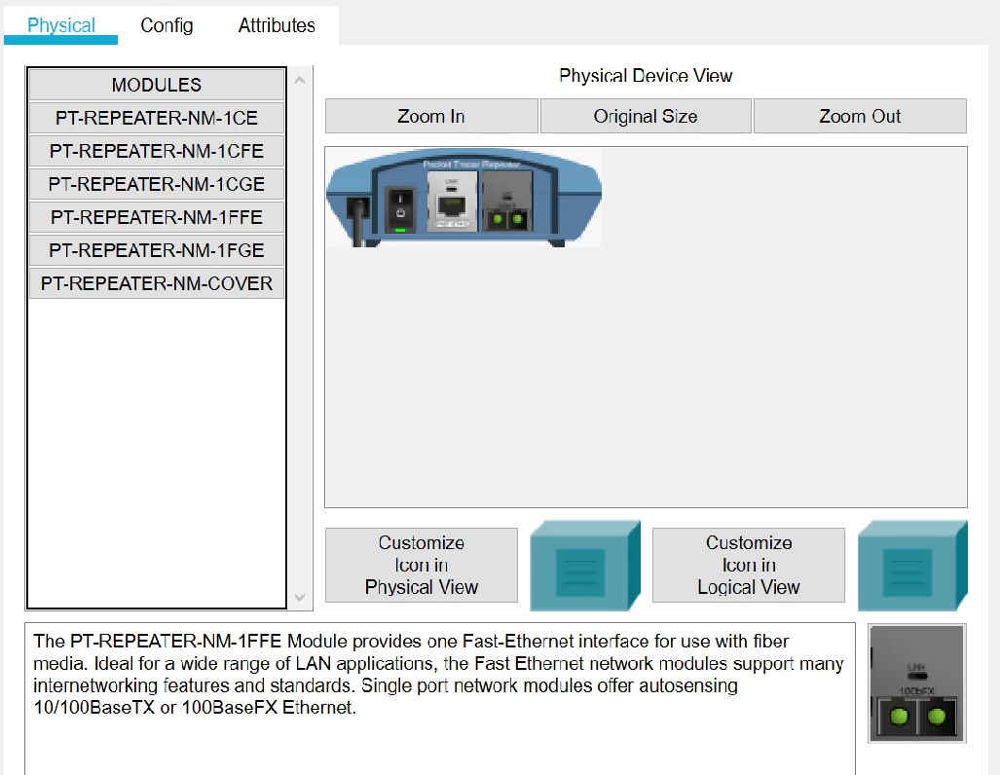 Physical
Config
Attributes
MODULES
PT-REPEATER-NM-1CE
PT-REPEATER-NM-1CFE
PT-REPEATER-NM-1CGE
PT-REPEATER-NM-1FFE
PT-REPEATER-NM-1FGE
PT-REPEATER-NM-COVER
Physical Device View
Zoom In
Original Size
Zoom Out
Packet Tracer Repeater
LINK
Customize
Icon in
Physical View
Customize
Icon in
Logical View
The PT-REPEATER-NM-1FFE Module provides one Fast-Ethernet interface for use with fiber
media. Ideal for a wide range of LAN applications, the Fast Ethernet network modules support many
internetworking features and standards. Single port network modules offer autosensing
10/100BaseTX or 100BaseFX Ethernet.
LINK
100bFX